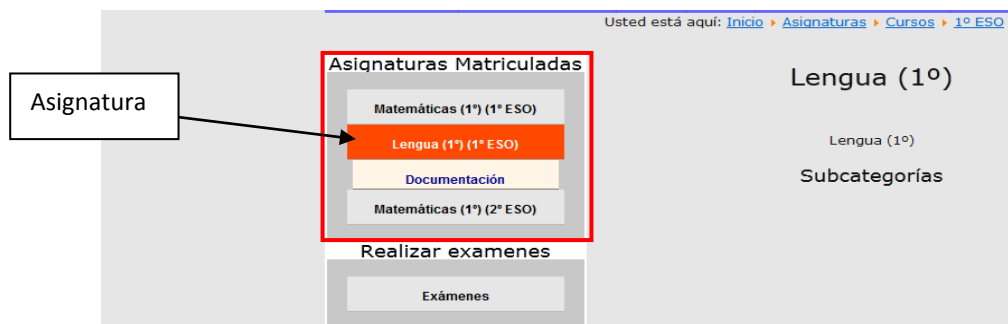 Usted está aquí: Inicio ▸ Asignaturas ▸ Cursos ▸ 1º ESO
Asignatura
Asignaturas Matriculadas
Matemáticas (1º) (1º ESO)
Lengua (1º) (1º ESO)
Documentación
Matemáticas (1º) (2º ESO)
Realizar examenes
Exámenes
Lengua (1º)
Lengua (1º)
Subcategorías